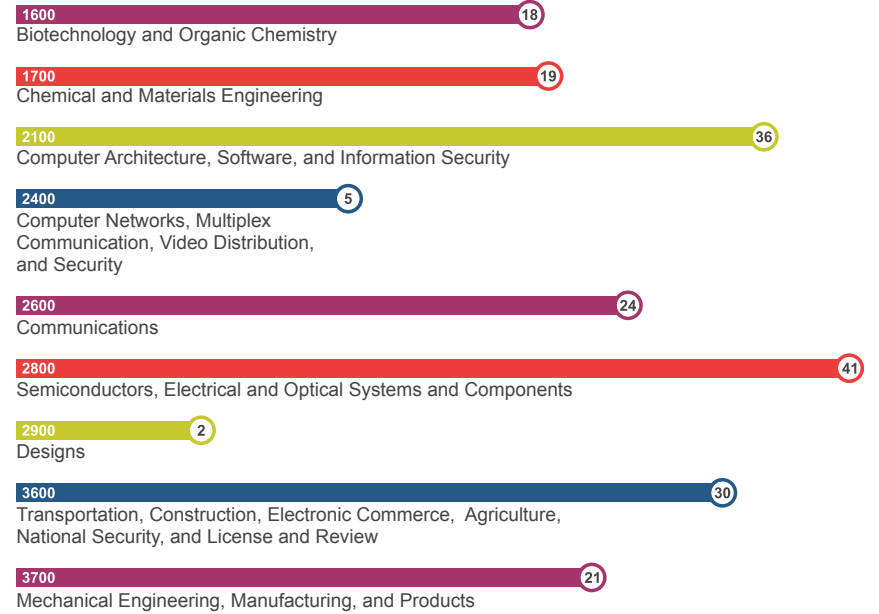 1600 18
Biotechnology and Organic Chemistry
1700 19
Chemical and Materials Engineering
2100 36
Computer Architecture, Software, and Information Security
2400 5
Computer Networks, Multiplex
Communication, Video Distribution,
and Security
2600 24
Communications
2800 41
Semiconductors, Electrical and Optical Systems and Components
2900 2
Designs
3600 30
Transportation, Construction, Electronic Commerce, Agriculture,
National Security, and License and Review
3700 21
Mechanical Engineering, Manufacturing, and Products